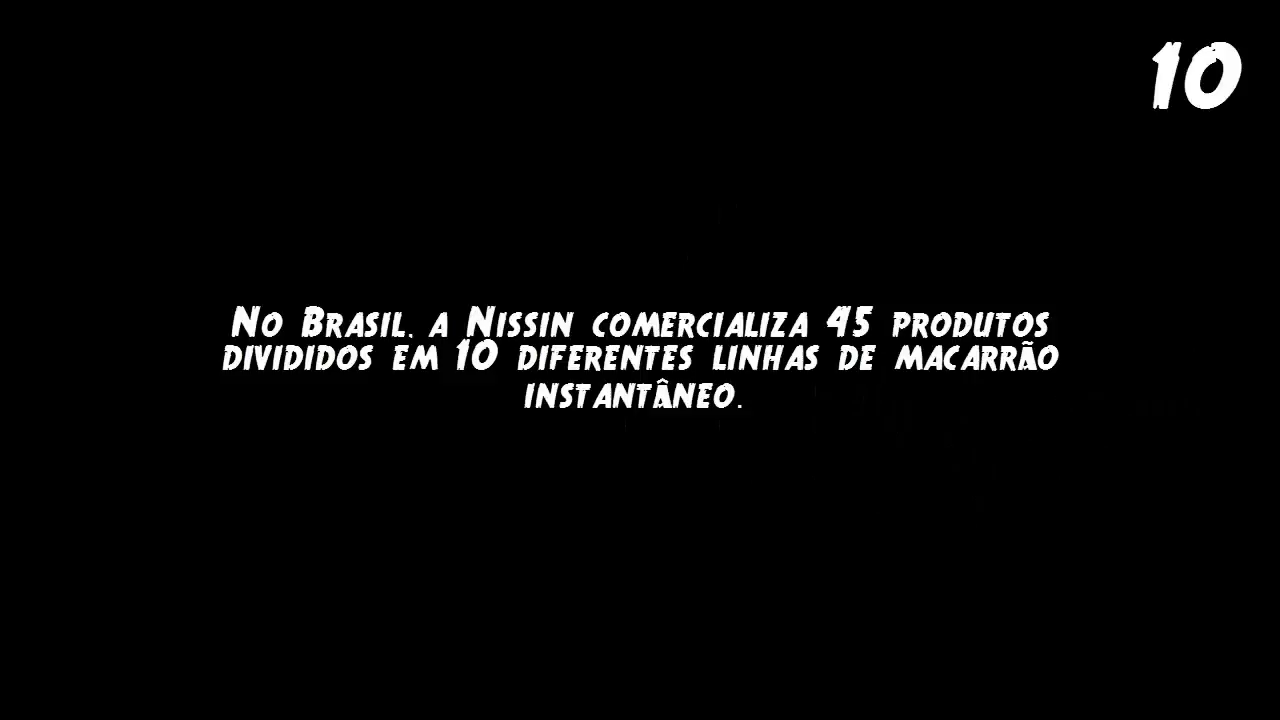 10
No Brasil, a Nissin comercializa 45 produtos
divididos em 10 diferentes linhas de macarrão
instantâneo.